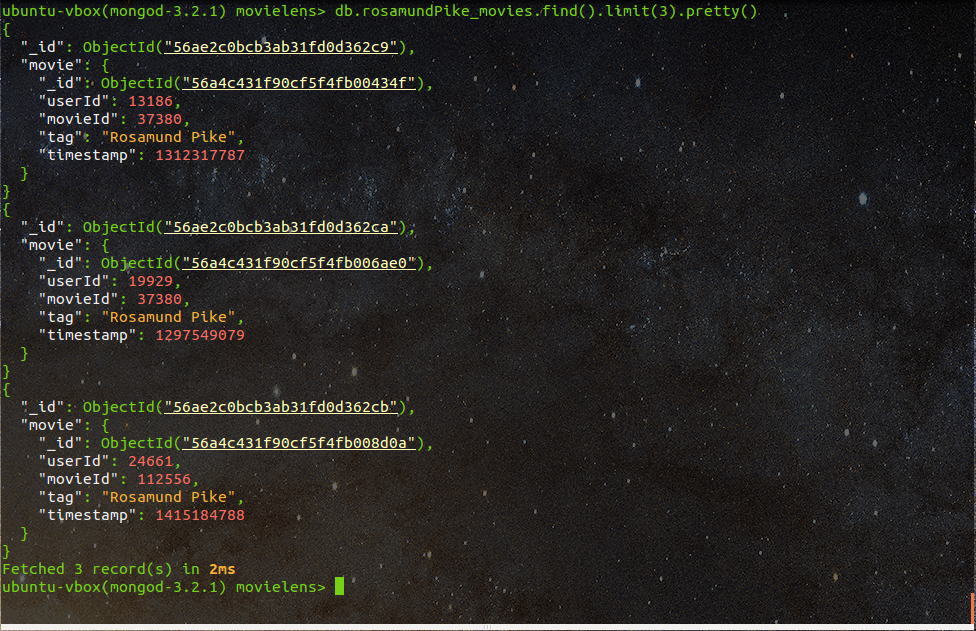 ubuntu-vbox(mongod-3.2.1) movielens> db.rosamundPike_movies.find().limit(3).pretty()
{
  "_id": ObjectId("56ae2c0bcb3ab31fd0d362c9"),
  "movie": {
    "_id": ObjectId("56a4c431f90cf5f4fb00434f"),
    "userId": 13186,
    "movieId": 37380,
    "tag": "Rosamund Pike",
    "timestamp": 1312317787
  }
}
{
  "_id": ObjectId("56ae2c0bcb3ab31fd0d362ca"),
  "movie": {
    "_id": ObjectId("56a4c431f90cf5f4fb006ae0"),
    "userId": 19929,
    "movieId": 37380,
    "tag": "Rosamund Pike",
    "timestamp": 1297549079
  }
}
{
  "_id": ObjectId("56ae2c0bcb3ab31fd0d362cb"),
  "movie": {
    "_id": ObjectId("56a4c431f90cf5f4fb008d0a"),
    "userId": 24661,
    "movieId": 112556,
    "tag": "Rosamund Pike",
    "timestamp": 1415184788
  }
}
Fetched 3 record(s) in 2ms
ubuntu-vbox(mongod-3.2.1) movielens>